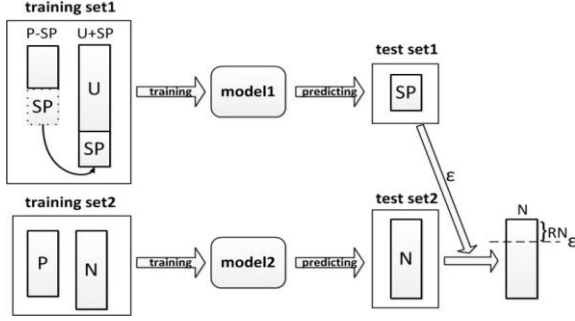 training set1
P-SP
U+SP
SP
U
SP
training
model1
predicting
test set1
SP
ε
training set2
P
N
training
model2
predicting
test set2
N
N
RN
ε